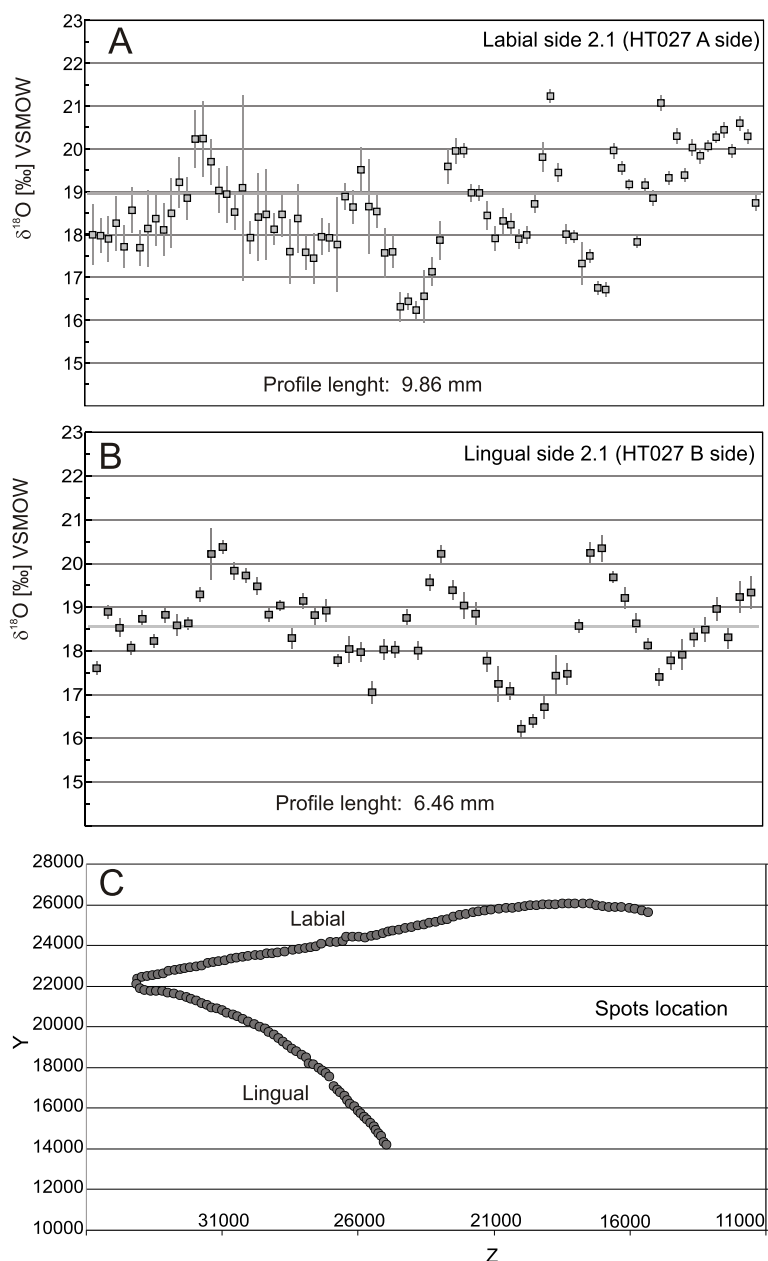 A
Labial side 2.1 (HT027 A side)
23
22
21
20
19
18
17
16
15
δ¹⁸O [‰] VSMOW
Profile lenght: 9.86 mm
B
Lingual side 2.1 (HT027 B side)
23
22
21
20
19
18
17
16
15
δ¹⁸O [‰] VSMOW
Profile lenght: 6.46 mm
C
28000
26000
24000
22000
20000
18000
16000
14000
12000
10000
Y
Labial
Spots location
Lingual
31000 26000 21000 16000 11000
Z